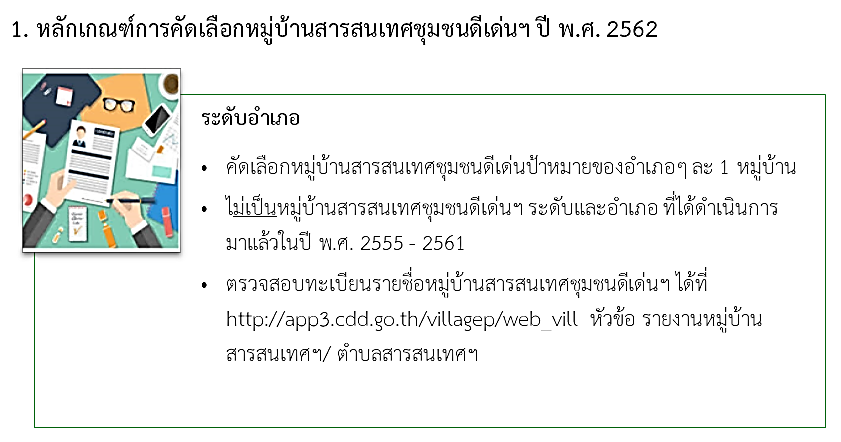 1. หลักเกณฑ์การคัดเลือกหมู่บ้านสารสนเทศชุมชนดีเด่นฯ ปี พ.ศ. 2562
ระดับอำเภอ
• คัดเลือกหมู่บ้านสารสนเทศชุมชนดีเด่นป้าหมายของอำเภอๆ ละ 1 หมู่บ้าน
• ไม่เป็นหมู่บ้านสารสนเทศชุมชนดีเด่นฯ ระดับและอำเภอ ที่ได้ดำเนินการ
มาแล้วในปี พ.ศ. 2555 - 2561
• ตรวจสอบทะเบียนรายชื่อหมู่บ้านสารสนเทศชุมชนดีเด่นฯ ได้ที่
http://app3.cdd.go.th/villagep/web_vill หัวข้อ รายงานหมู่บ้าน
สารสนเทศฯ/ ตำบลสารสนเทศฯ